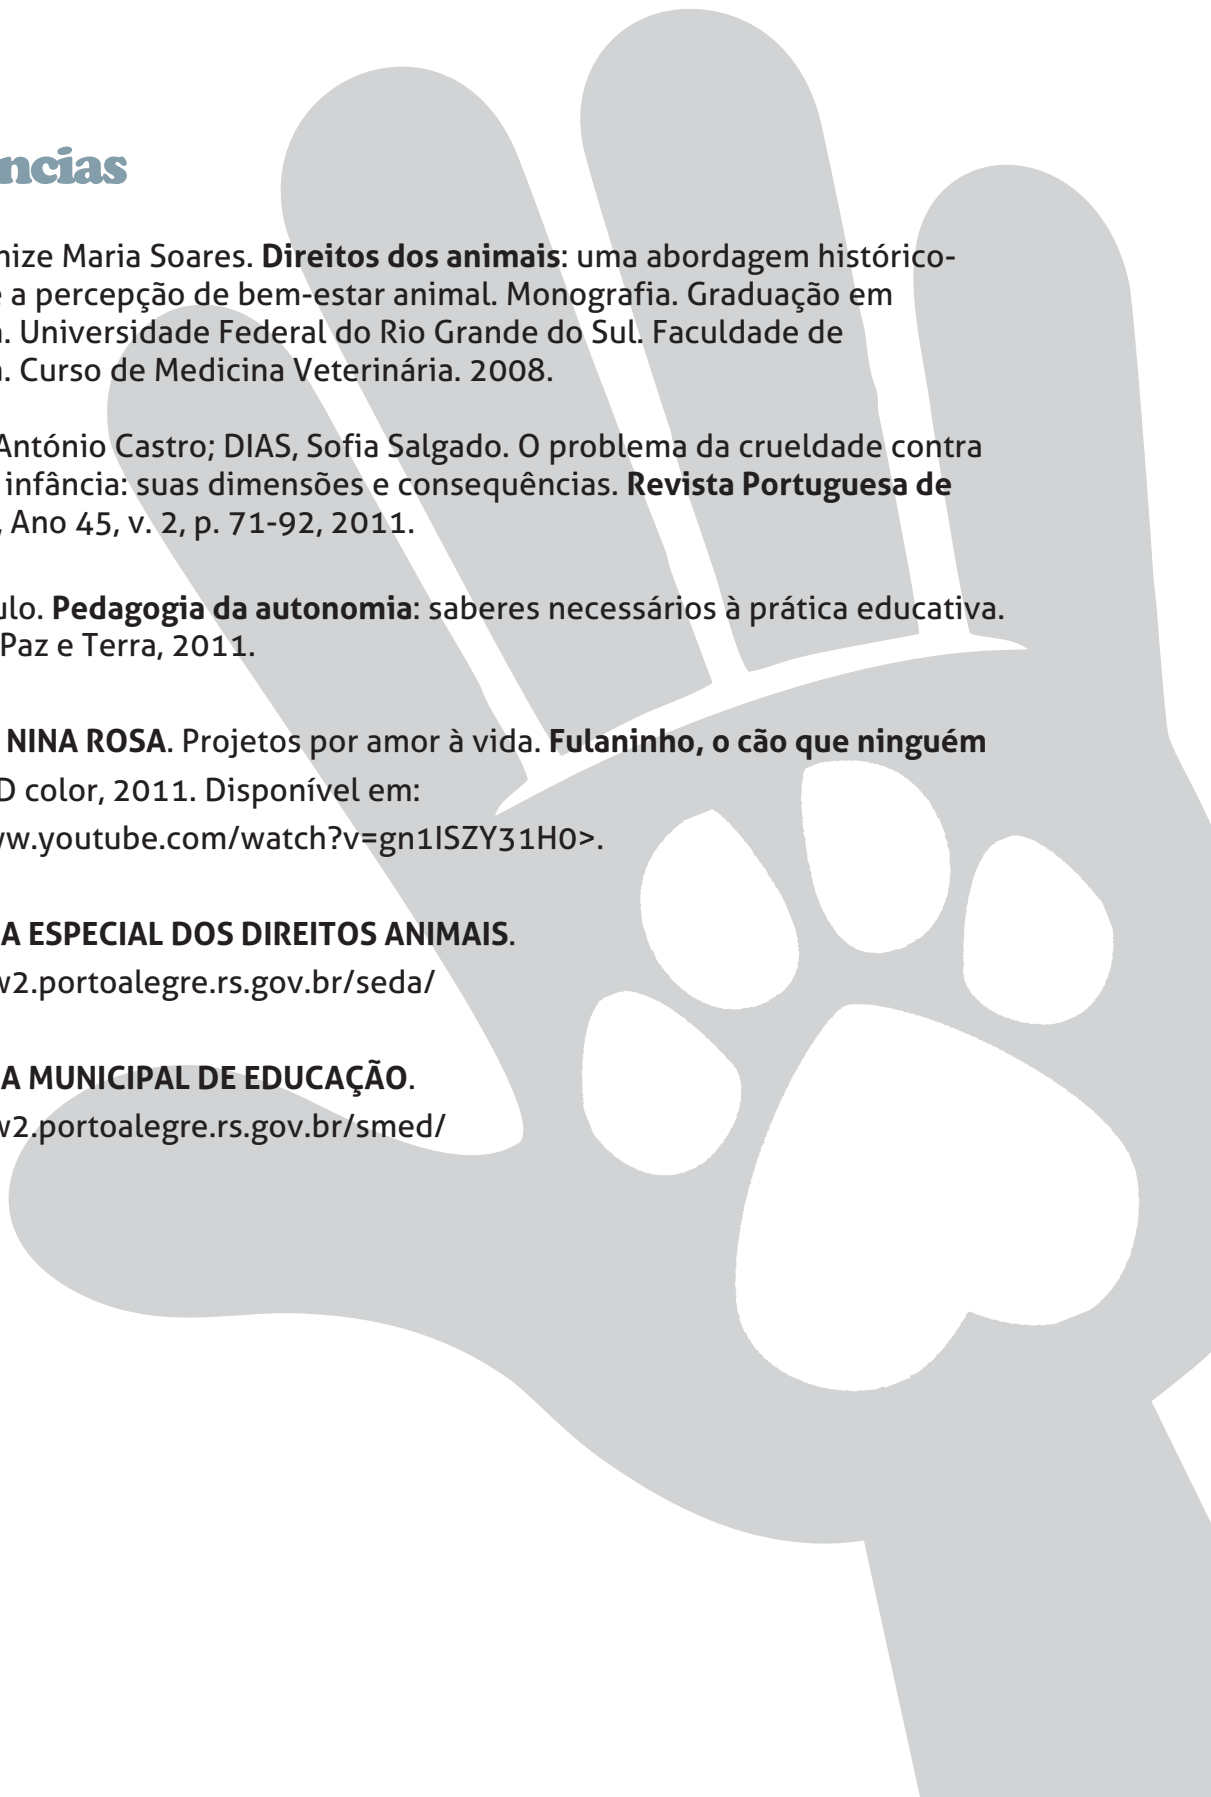 ncias
nize Maria Soares. Direitos dos animais: uma abordagem histórico-
e a percepção de bem-estar animal. Monografia. Graduação em
a. Universidade Federal do Rio Grande do Sul. Faculdade de
a. Curso de Medicina Veterinária. 2008.
António Castro; DIAS, Sofia Salgado. O problema da crueldade contra
infância: suas dimensões e consequências. Revista Portuguesa de
, Ano 45, v. 2, p. 71-92, 2011.
ulo. Pedagogia da autonomia: saberes necessários à prática educativa.
Paz e Terra, 2011.
NINA ROSA. Projetos por amor à vida. Fulaninho, o cão que ninguém
D color, 2011. Disponível em:
ww.youtube.com/watch?v=gn1ISZY31H0>.
A ESPECIAL DOS DIREITOS ANIMAIS.
w2.portoalegre.rs.gov.br/seda/
A MUNICIPAL DE EDUCAÇÃO.
w2.portoalegre.rs.gov.br/smed/